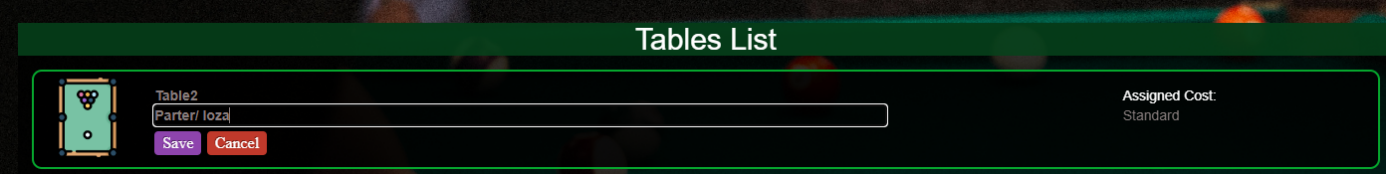 Tables List
Table2
Parter/ loza
Save Cancel
Assigned Cost:
Standard